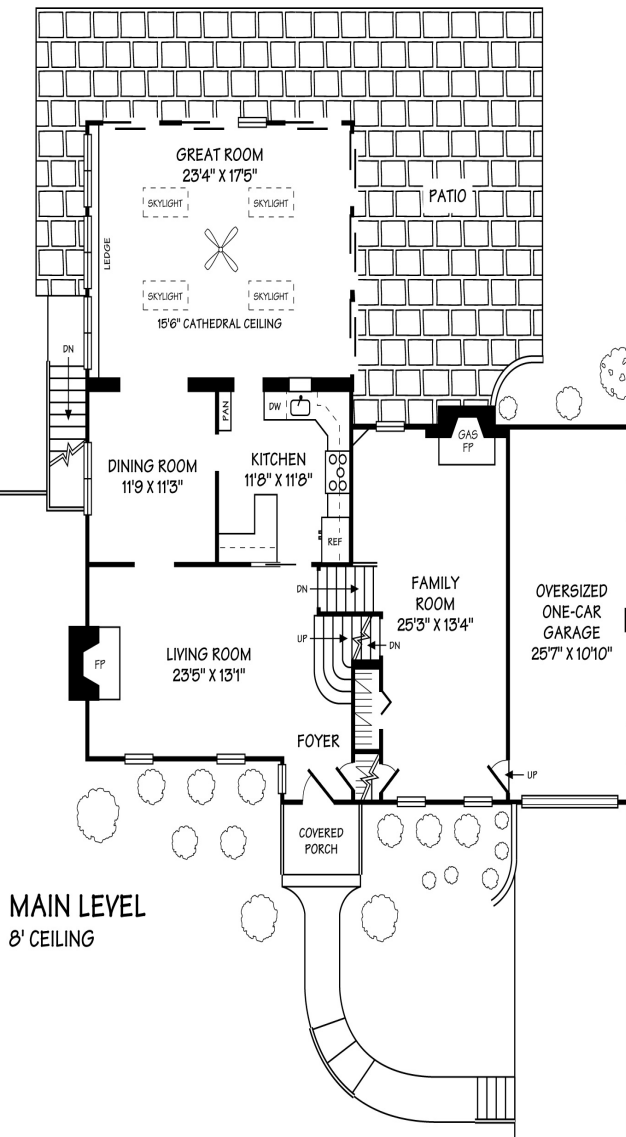 GREAT ROOM
23'4" X 17'5"
SKYLIGHT
SKYLIGHT
PATIO
LEDGE
SKYLIGHT
SKYLIGHT
15'6" CATHEDRAL CEILING
DN
PAN
DW
GAS
FP
DINING ROOM
11'9 X 11'3"
KITCHEN
11'8" X 11'8"
REF
DN
FAMILY
ROOM
25'3" X 13'4"
OVERSIZED
ONE-CAR
GARAGE
25'7" X 10'10"
UP
DN
FP
LIVING ROOM
23'5" X 13'1"
FOYER
UP
COVERED
PORCH
MAIN LEVEL
8' CEILING